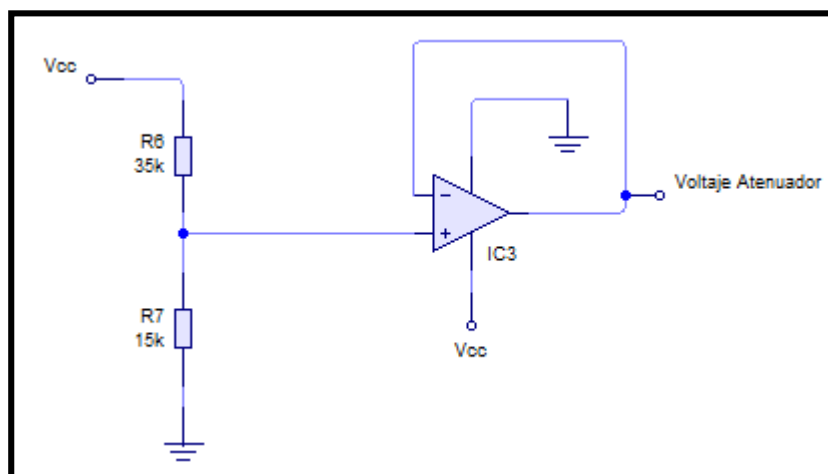 Vcc
R6
35k
R7
15k
−
+
IC3
Vcc
Voltaje Atenuador